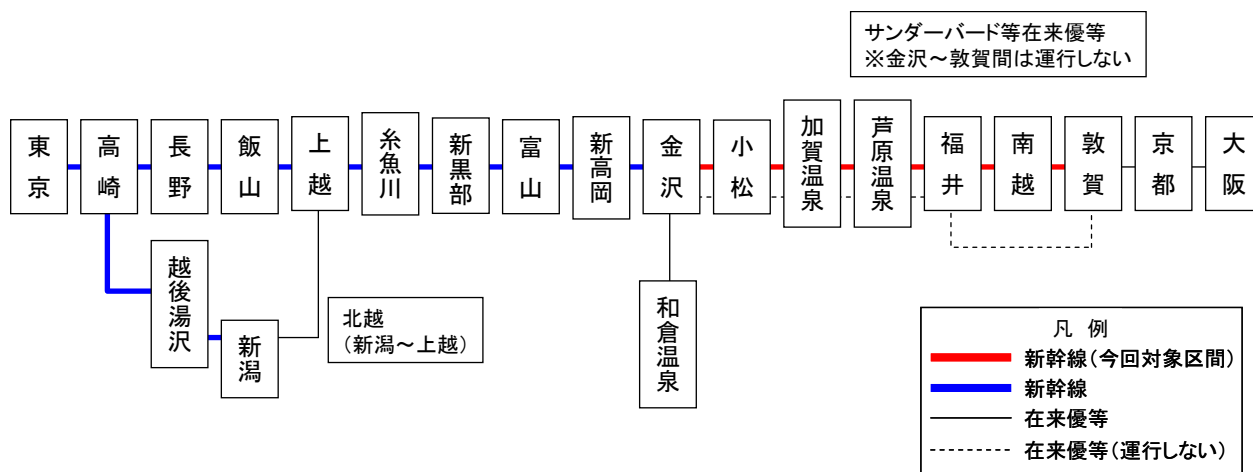 サンダーバード等在来優等
※金沢～敦賀間は運行しない
東京
高崎
長野
飯山
上越
糸魚川
新黒部
富山
新高岡
金沢
小松
加賀温泉
芦原温泉
福井
南越
敦賀
京都
大阪
越後湯沢
新潟
北越
(新潟～上越)
和倉温泉
凡 例
新幹線(今回対象区間)
新幹線
在来優等
在来優等(運行しない)